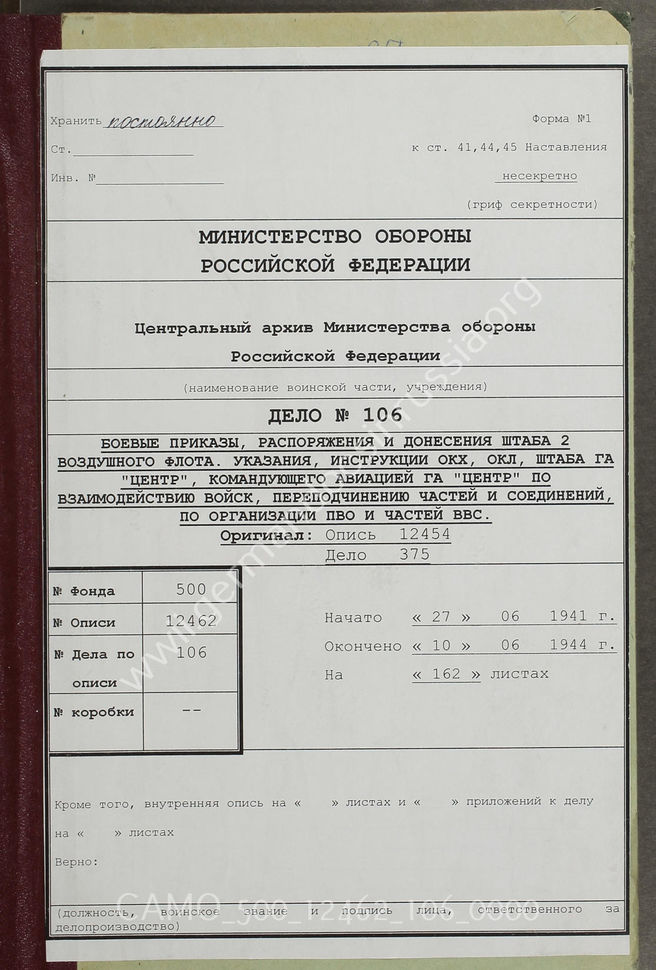 Хранить постоянно
Форма №1
Ст.
к ст. 41,44,45 Наставления
Инв. №
несекретно
(гриф секретности)
МИНИСТЕРСТВО ОБОРОНЫ
РОССИЙСКОЙ ФЕДЕРАЦИИ
Центральный архив Министерства обороны
Российской Федерации
(наименование воинской части, учреждения)
ДЕЛО № 106
БОЕВЫЕ ПРИКАЗЫ, РАСПОРЯЖЕНИЯ И ДОНЕСЕНИЯ ШТАБА 2
ВОЗДУШНОГО ФЛОТА. УКАЗАНИЯ, ИНСТРУКЦИИ ОКХ, ОКЛ, ШТАБА ГА
"ЦЕНТР", КОМАНДУЮЩЕГО АВИАЦИЕЙ ГА "ЦЕНТР" ПО
ВЗАИМОДЕЙСТВИЮ ВОЙСК, ПЕРЕПОДЧИНЕНИЮ ЧАСТЕЙ И СОЕДИНЕНИЙ,
ПО ОРГАНИЗАЦИИ ПВО И ЧАСТЕЙ ВВС.
Оригинал: Опись 12454
Дело 375
№ Фонда 500
№ Описи 12462
№ Дела по описи 106
№ коробки --
Начато « 27 » 06 1941 г.
Окончено « 10 » 06 1944 г.
На « 162 » листах
Кроме того, внутренняя опись на « » листах и « » приложений к делу
на « » листах
Верно:
(должность, воинское звание и подпись лица, ответственного за
делопроизводство)
CAMO_500_12462_106_0000